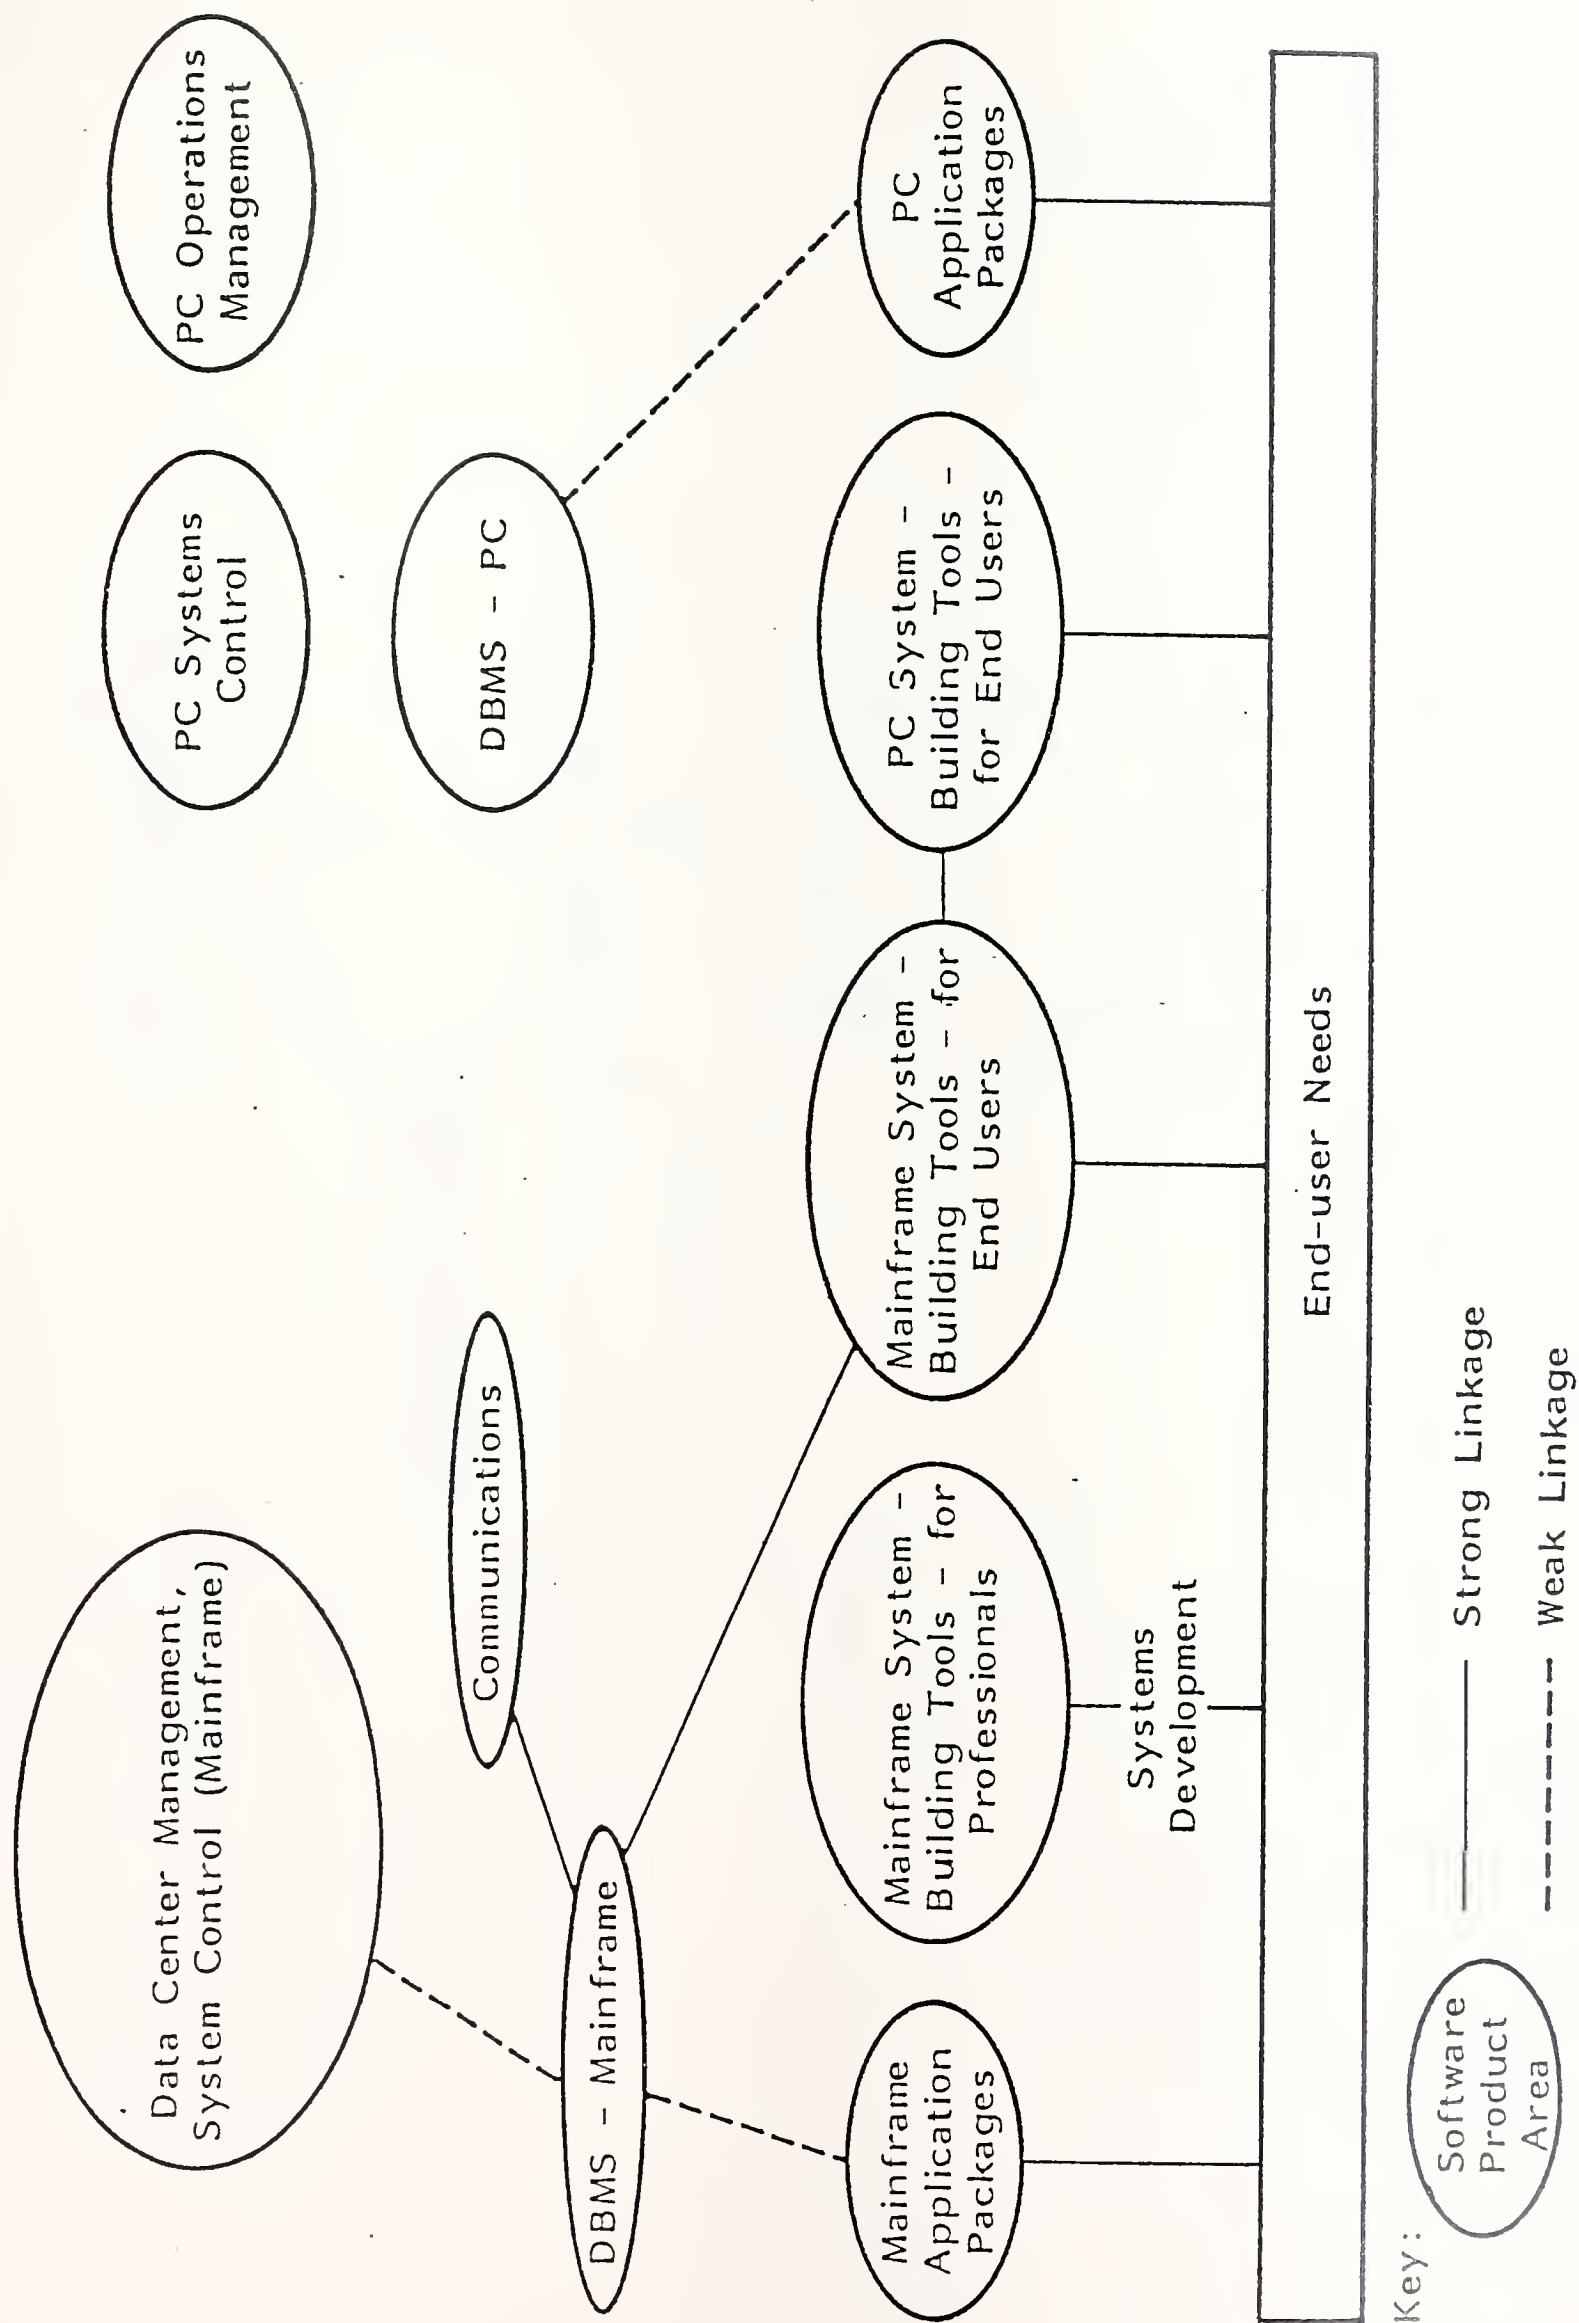 Data Center Management,
System Control (Mainframe)
PC Systems
Control
PC Operations
Management
Communications
DBMS - PC
DBMS - Mainframe
Mainframe
Application
Packages
Mainframe System -
Building Tools - for
Professionals
Mainframe System -
Building Tools - for
End Users
PC System -
Building Tools -
for End Users
PC
Application
Packages
Systems
Development
End-user Needs
Key:
Software
Product
Area
Strong Linkage
Weak Linkage